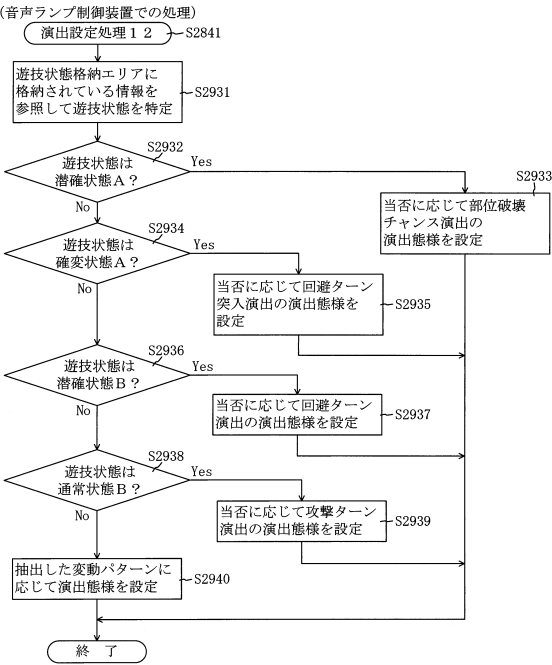 (音声ランプ制御装置での処理)
演出設定処理12
S2841
遊技状態格納エリアに
格納されている情報を
参照して遊技状態を特定
S2931
S2932
遊技状態は
潜確状態A?
Yes
No
S2933
当否に応じて部位破壊
チャンス演出の
演出態様を設定
S2934
遊技状態は
確変状態A?
Yes
No
当否に応じて回避ターン
突入演出の演出態様を
設定
S2935
S2936
遊技状態は
潜確状態B?
Yes
No
当否に応じて回避ターン
演出の演出態様を設定
S2937
S2938
遊技状態は
通常状態B?
Yes
No
当否に応じて攻撃ターン
演出の演出態様を設定
S2939
抽出した変動パターンに
応じて演出態様を設定
S2940
終 了